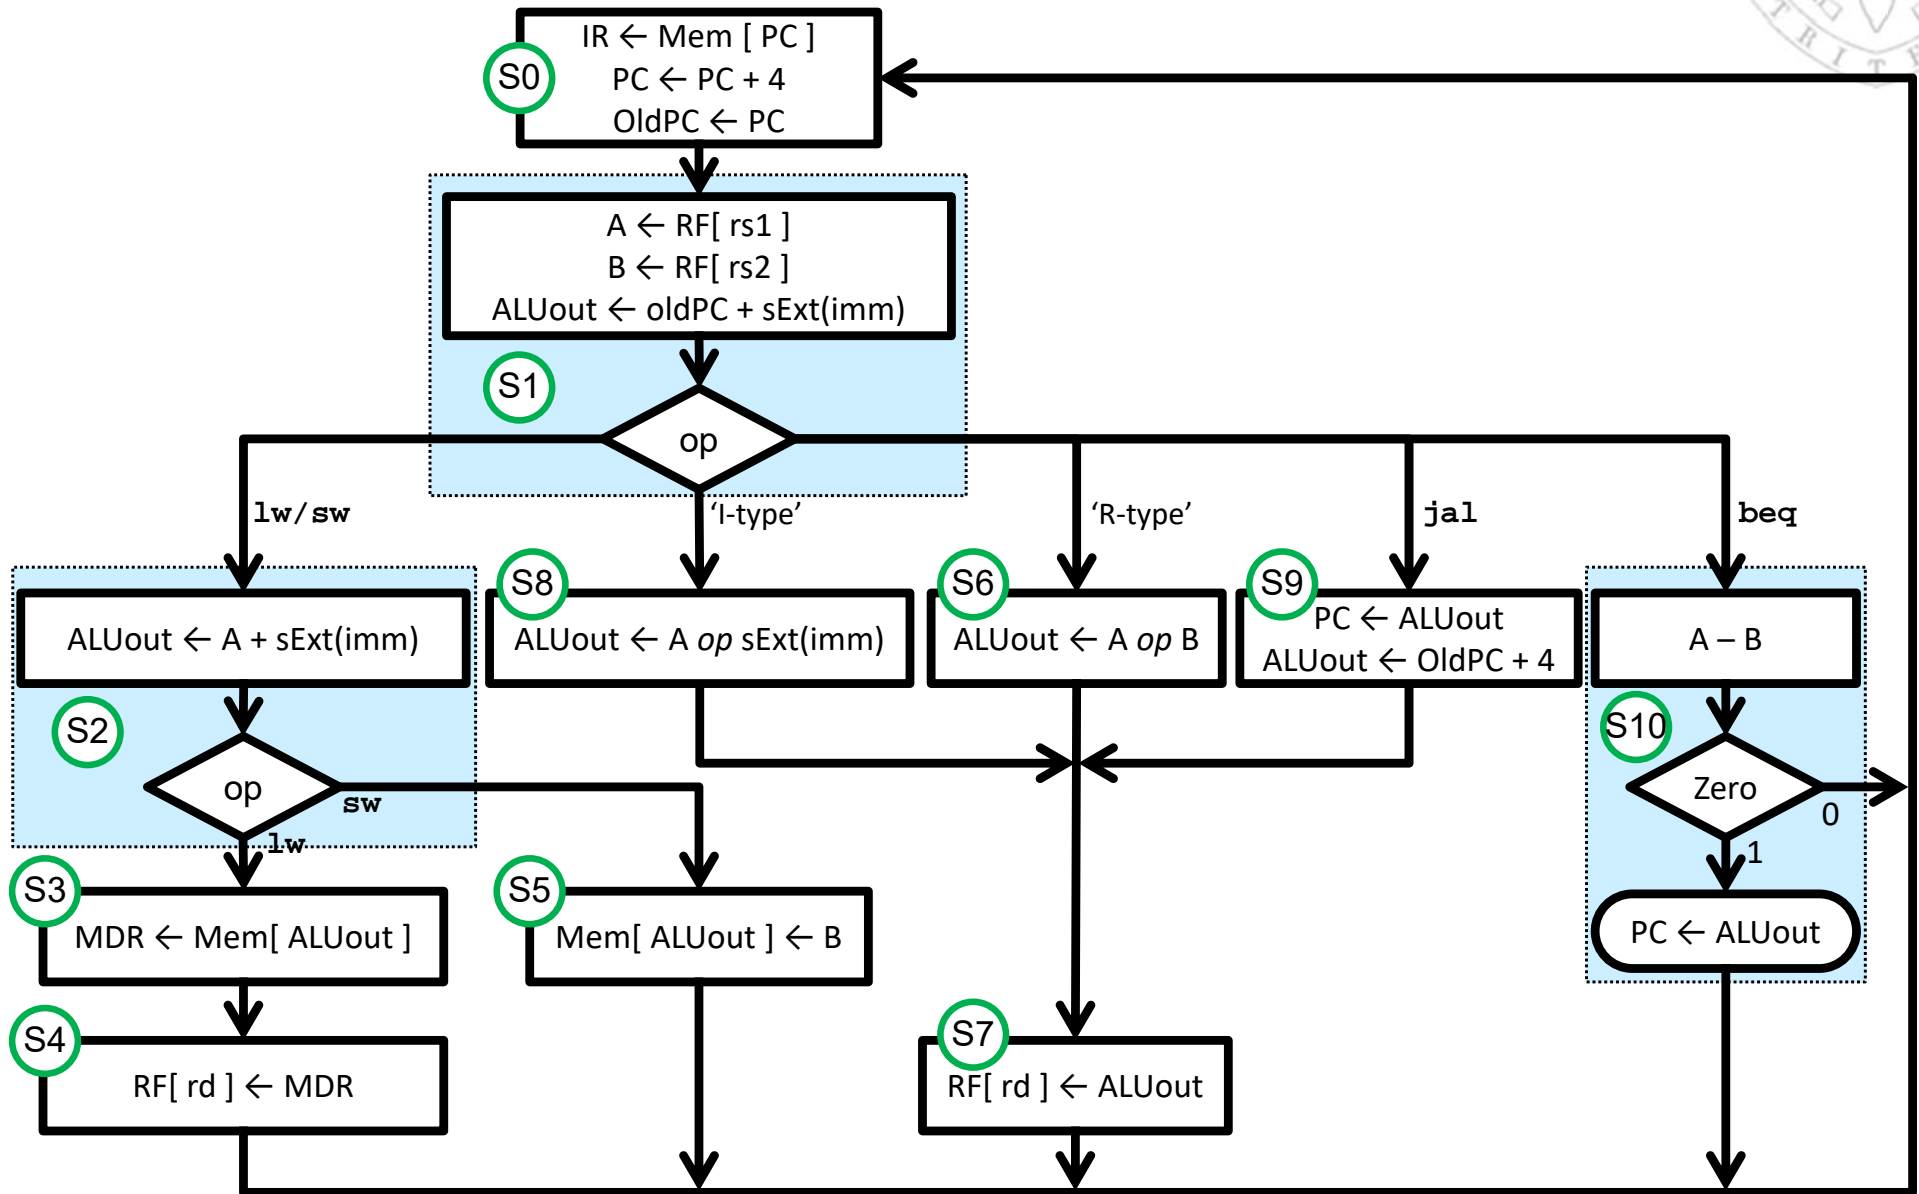 IR ← Mem [ PC ]
S0
PC ← PC + 4
OldPC ← PC
A ← RF[ rs1 ]
B ← RF[ rs2 ]
ALUout ← oldPC + sExt(imm)
S1
op
lw/sw
‘I-type’
‘R-type’
jal
beq
S2
ALUout ← A + sExt(imm)
op
sw
lw
S8
ALUout ← A op sExt(imm)
S6
ALUout ← A op B
S9
PC ← ALUout
ALUout ← OldPC + 4
A – B
S10
Zero
0
1
PC ← ALUout
S3
MDR ← Mem[ ALUout ]
S5
Mem[ ALUout ] ← B
S4
RF[ rd ] ← MDR
S7
RF[ rd ] ← ALUout